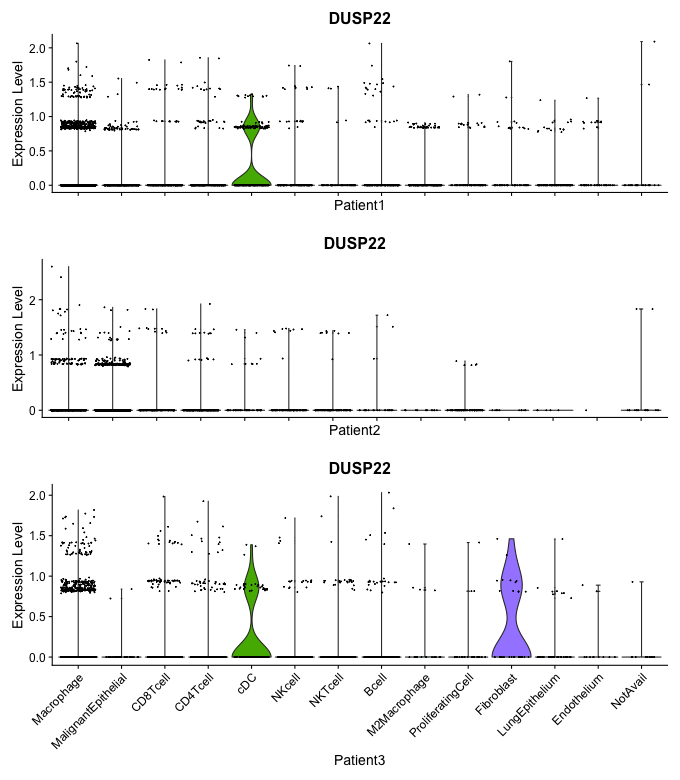 DUSP22
Expression Level
2.0
1.5
1.0
0.5
0.0
Patient1
DUSP22
Expression Level
2
1
0
Patient2
DUSP22
Expression Level
2.0
1.5
1.0
0.5
0.0
Macrophage
MalignantEpithelial
CD8Tcell
CD4Tcell
cDC
NKcell
NKTcell
Bcell
M2Macrophage
ProliferatingCell
Fibroblast
LungEpithelium
Endothelium
NotAvail
Patient3